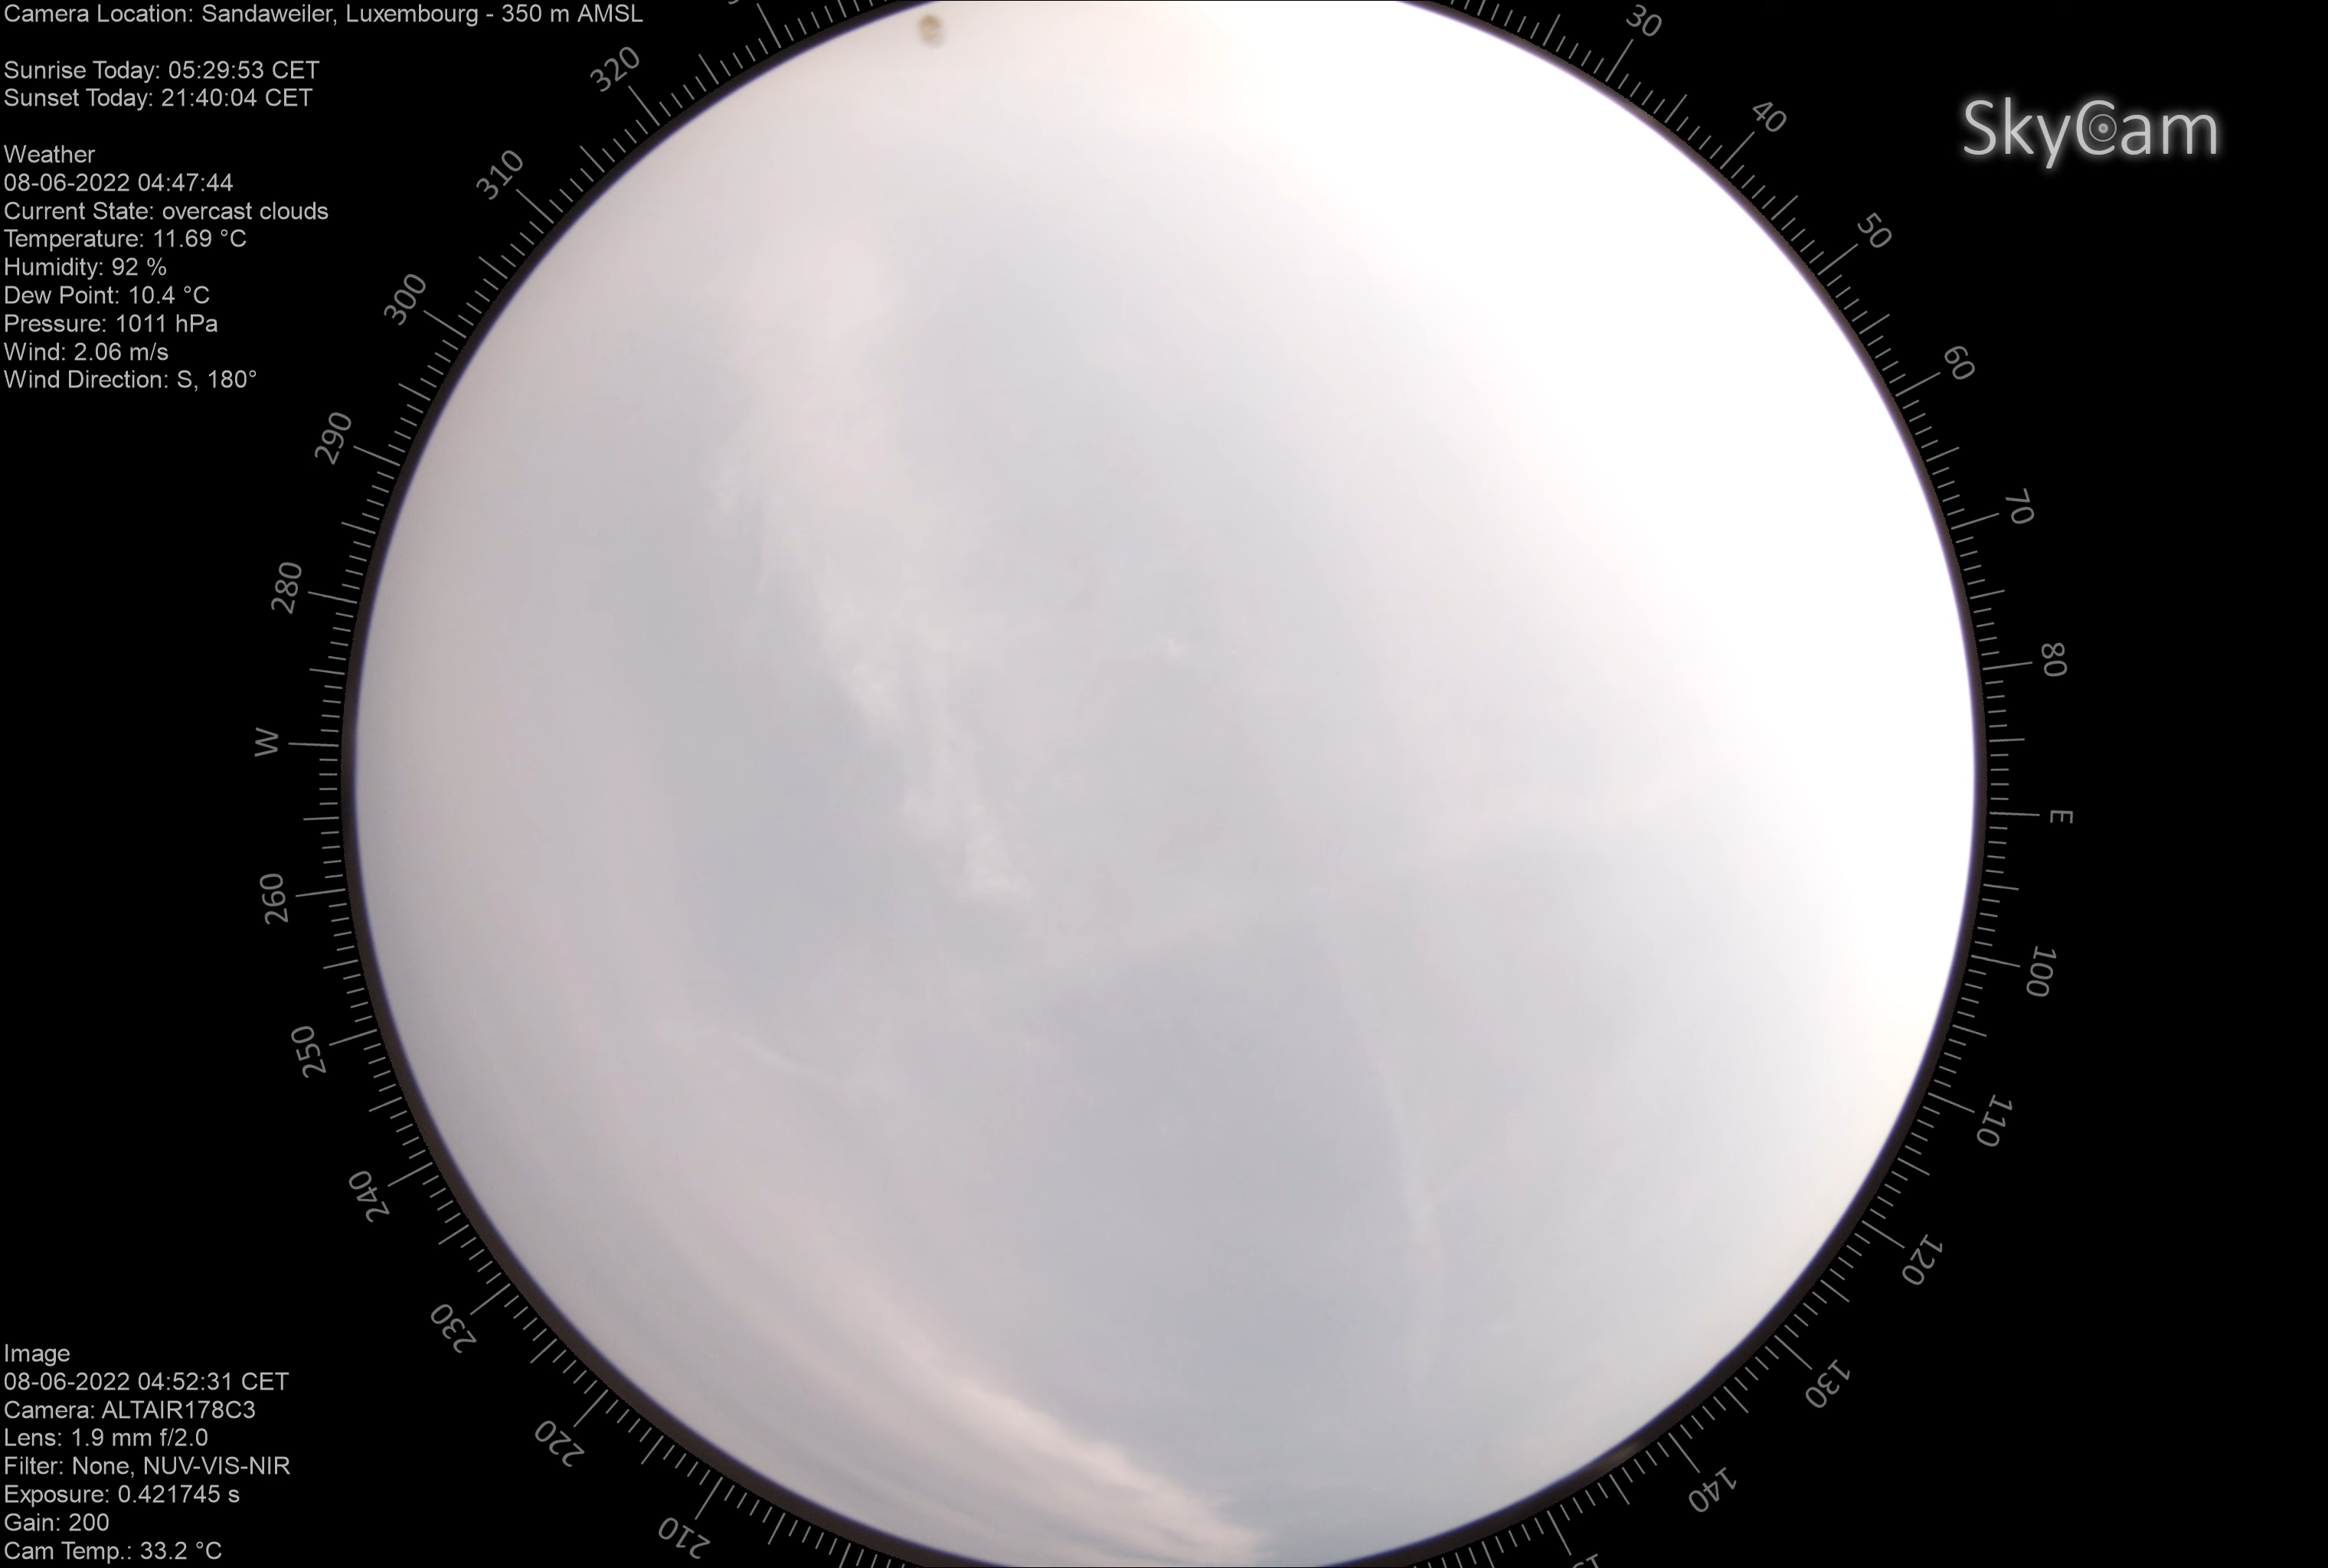 Camera Location: Sandaweiler, Luxembourg - 350 m AMSL
Sunrise Today: 05:29:53 CET
Sunset Today: 21:40:04 CET
Weather
08-06-2022 04:47:44
Current State: overcast clouds
Temperature: 11.69 °C
Humidity: 92 %
Dew Point: 10.4 °C
Pressure: 1011 hPa
Wind: 2.06 m/s
Wind Direction: S, 180°
SkyCam
320
310
300
290
280
W
260
250
240
230
220
210
30
40
50
60
70
80
E
100
110
120
130
140
Image
08-06-2022 04:52:31 CET
Camera: ALTAIR178C3
Lens: 1.9 mm f/2.0
Filter: None, NUV-VIS-NIR
Exposure: 0.421745 s
Gain: 200
Cam Temp.: 33.2 °C